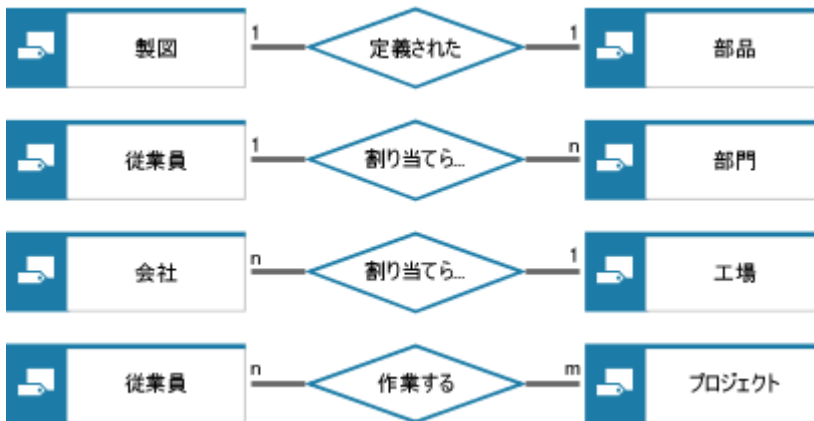 製図 1 定義された 1 部品
従業員 1 割り当てら... n 部門
会社 n 割り当てら... 1 工場
従業員 n 作業する m プロジェクト